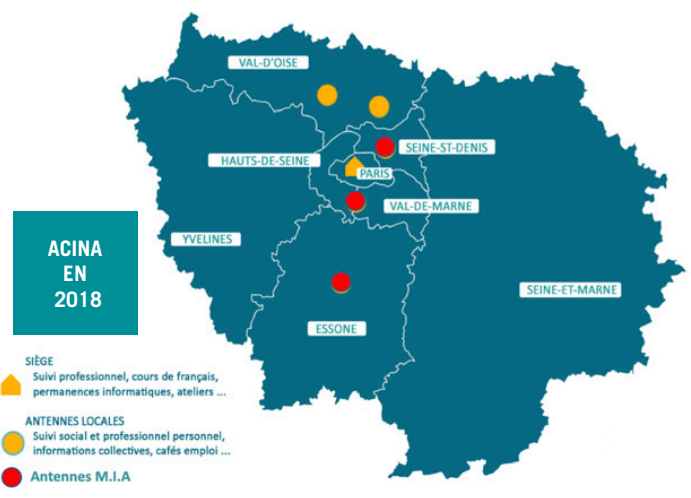 VAL-D'OISE
HAUTS-DE-SEINE
SEINE-ST-DENIS
PARIS
VAL-DE-MARNE
YVELINES
SEINE-ET-MARNE
ESSONE
ACINA
EN
2018
SIÈGE
Suivi professionnel, cours de français,
permanences informatiques, ateliers ...
ANTENNES LOCALES
Suivi social et professionnel personnel,
informations collectives, cafés emploi ...
Antennes M.I.A